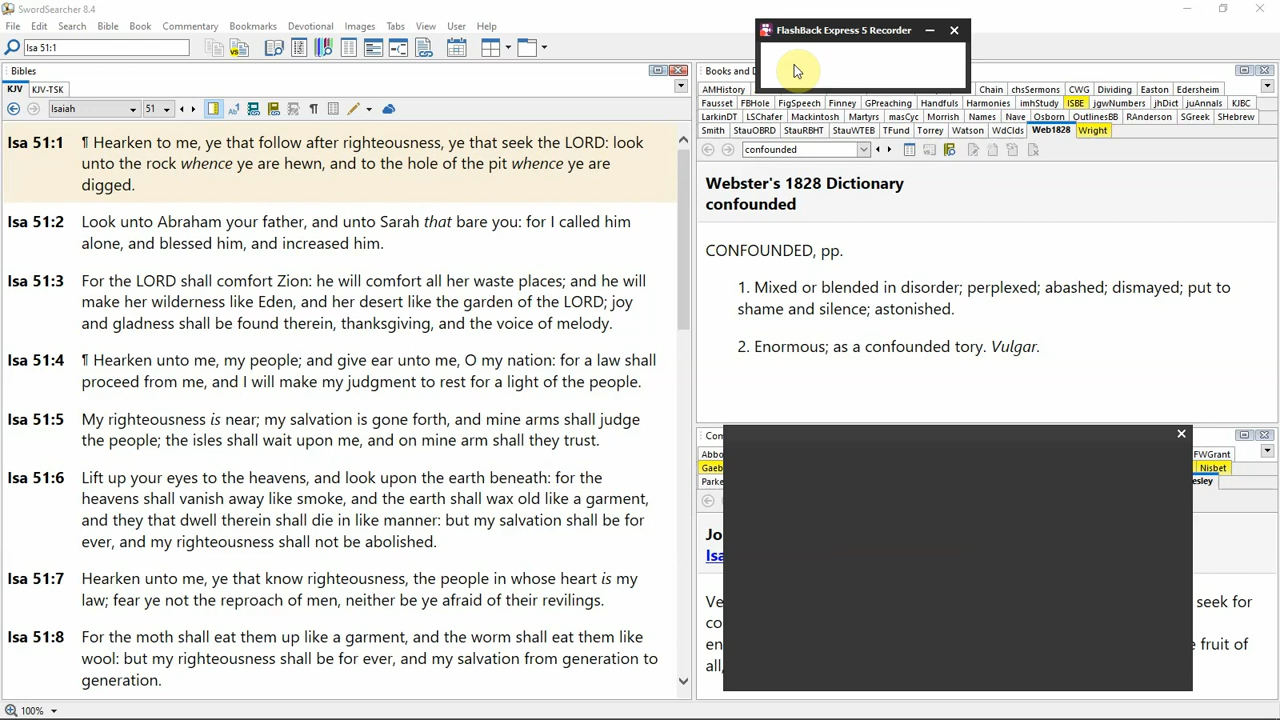 SwordSearcher 8.4
File Edit Search Bible Book Commentary Bookmarks Devotional Images Tabs View User Help
Isa 51:1
FlashBack Express 5 Recorder
Bibles
KJV KJV-TSK
Isaiah 51
Isa 51:1 ¶ Hearken to me, ye that follow after righteousness, ye that seek the LORD: look
unto the rock whence ye are hewn, and to the hole of the pit whence ye are
digged.
Isa 51:2 Look unto Abraham your father, and unto Sarah that bare you: for I called him
alone, and blessed him, and increased him.
Isa 51:3 For the LORD shall comfort Zion: he will comfort all her waste places; and he will
make her wilderness like Eden, and her desert like the garden of the LORD; joy
and gladness shall be found therein, thanksgiving, and the voice of melody.
Isa 51:4 ¶ Hearken unto me, my people; and give ear unto me, O my nation: for a law shall
proceed from me, and I will make my judgment to rest for a light of the people.
Isa 51:5 My righteousness is near; my salvation is gone forth, and mine arms shall judge
the people; the isles shall wait upon me, and on mine arm shall they trust.
Isa 51:6 Lift up your eyes to the heavens, and look upon the earth beneath: for the
heavens shall vanish away like smoke, and the earth shall wax old like a garment,
and they that dwell therein shall die in like manner: but my salvation shall be for
ever, and my righteousness shall not be abolished.
Isa 51:7 Hearken unto me, ye that know righteousness, the people in whose heart is my
law; fear ye not the reproach of men, neither be ye afraid of their revilings.
Isa 51:8 For the moth shall eat them up like a garment, and the worm shall eat them like
wool: but my righteousness shall be for ever, and my salvation from generation to
generation.
100%
Books and D
AMHistory chsSermons CWG Dividing Easton Edersheim
Fausset FBHole FigSpeech Finney GPreaching Handfuls Harmonies imhStudy ISBE jgwNumbers jhDict juAnnals KJBC
LarkinDT LSChafer Mackintosh Martyrs masCyc Morrish Names Nave Osborn OutlinesBB RAnderson SGreek SHebrew
Smith StauOBRD StauRBHT StauWTEB TFund Torrey Watson WdClds Web1828 Wright
confounded
Webster's 1828 Dictionary
confounded
CONFOUNDED, pp.
1. Mixed or blended in disorder; perplexed; abashed; dismayed; put to
shame and silence; astonished.
2. Enormous; as a confounded tory. Vulgar.
Com
Abbo FWGrant
Gaeb Nisbet
Parke esley
Jo
Isa
Ve seek for
co
en e fruit of
all,